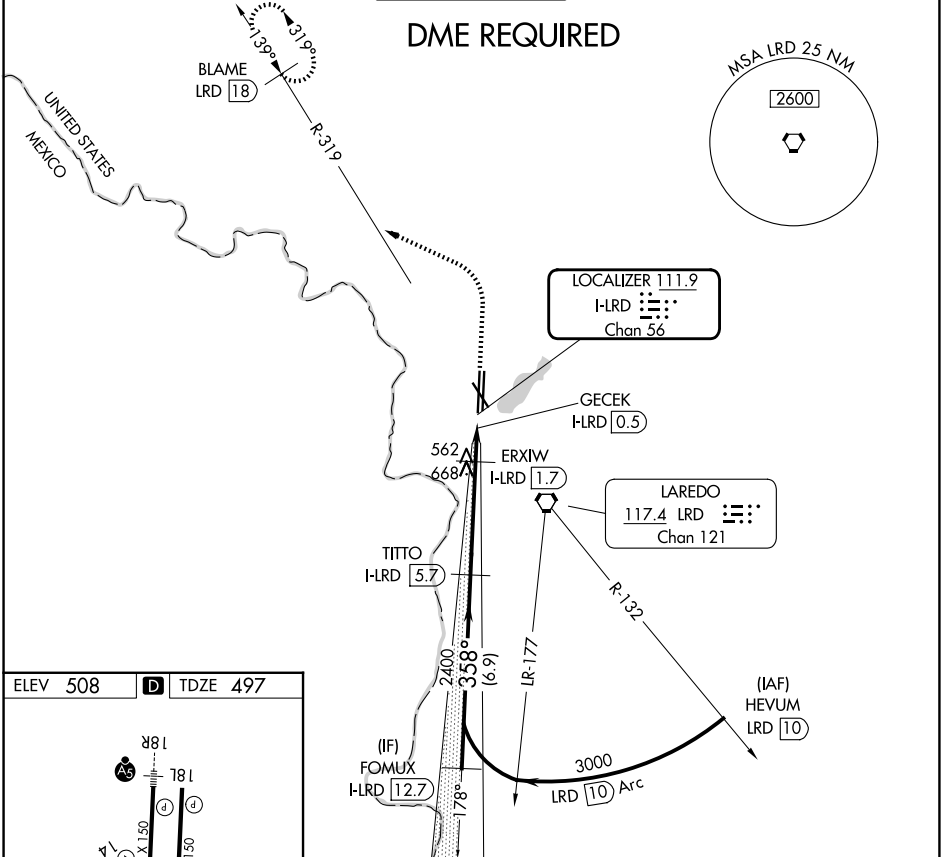 DME REQUIRED
319°
139°
BLAME
LRD 18
MSA LRD 25 NM
2600
UNITED STATES
MEXICO
R-319
LOCALIZER 111.9
I-LRD
Chan 56
GECEK
I-LRD 0.5
562
668
ERXIW
I-LRD 1.7
LAREDO
117.4 LRD
Chan 121
TITTO
I-LRD 5.7
R-132
2400
358°
(6.9)
LR-177
(IAF)
HEVUM
LRD 10
ELEV 508 D TDZE 497
(IF)
FOMUX
I-LRD 12.7
3000
LRD 10 Arc
178°
18R
18L
A5
P
X 150
150